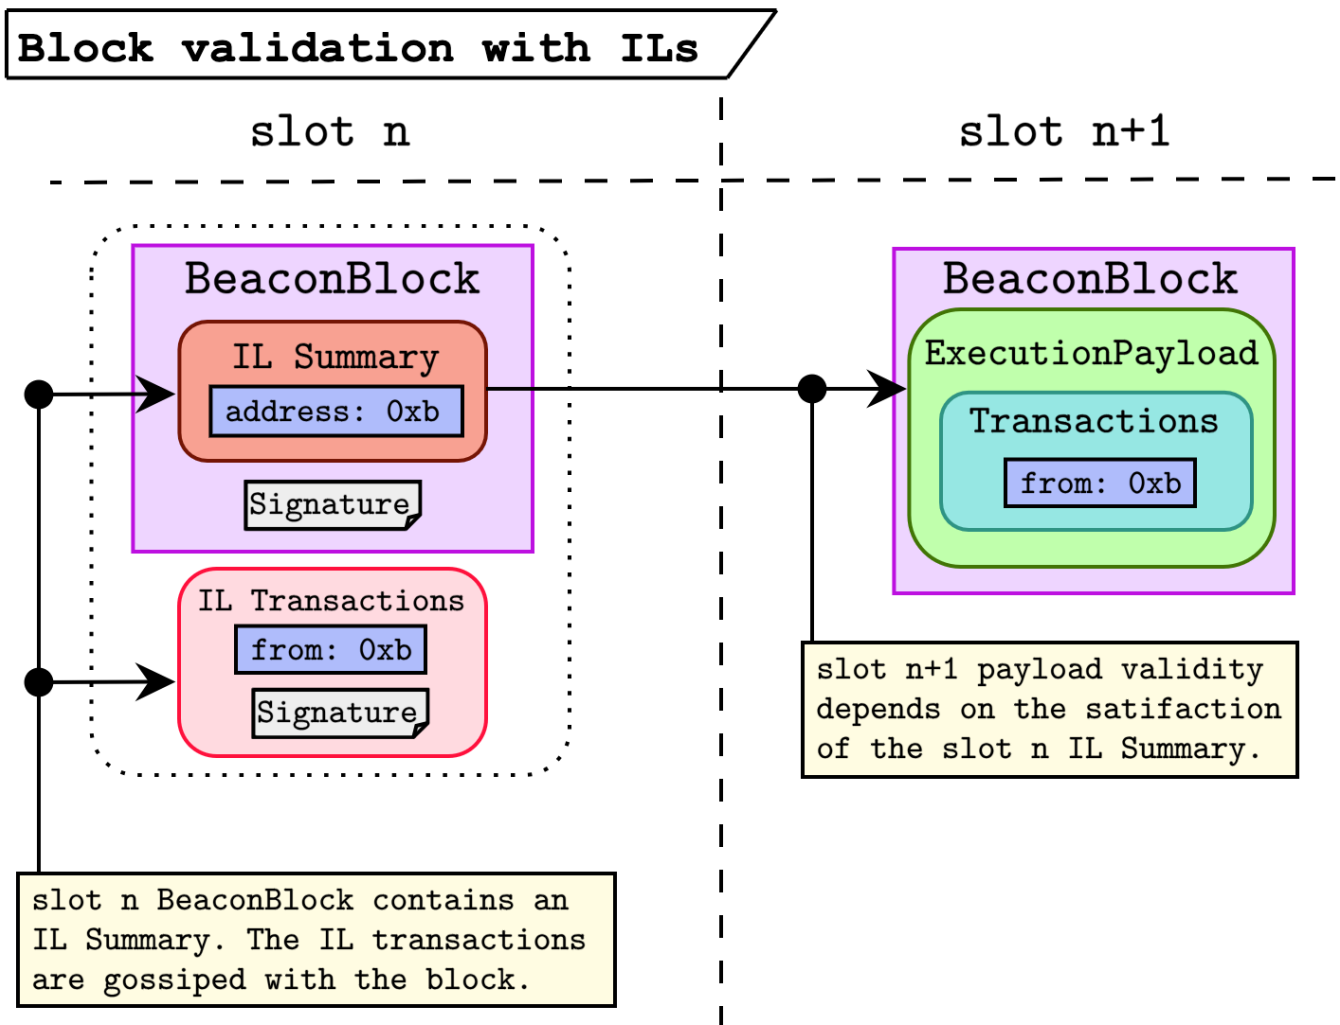 Block validation with ILs
slot n
slot n+1
BeaconBlock
IL Summary
address: 0xb
Signature
IL Transactions
from: 0xb
Signature
slot n BeaconBlock contains an
IL Summary. The IL transactions
are gossiped with the block.
BeaconBlock
ExecutionPayload
Transactions
from: 0xb
slot n+1 payload validity
depends on the satifaction
of the slot n IL Summary.